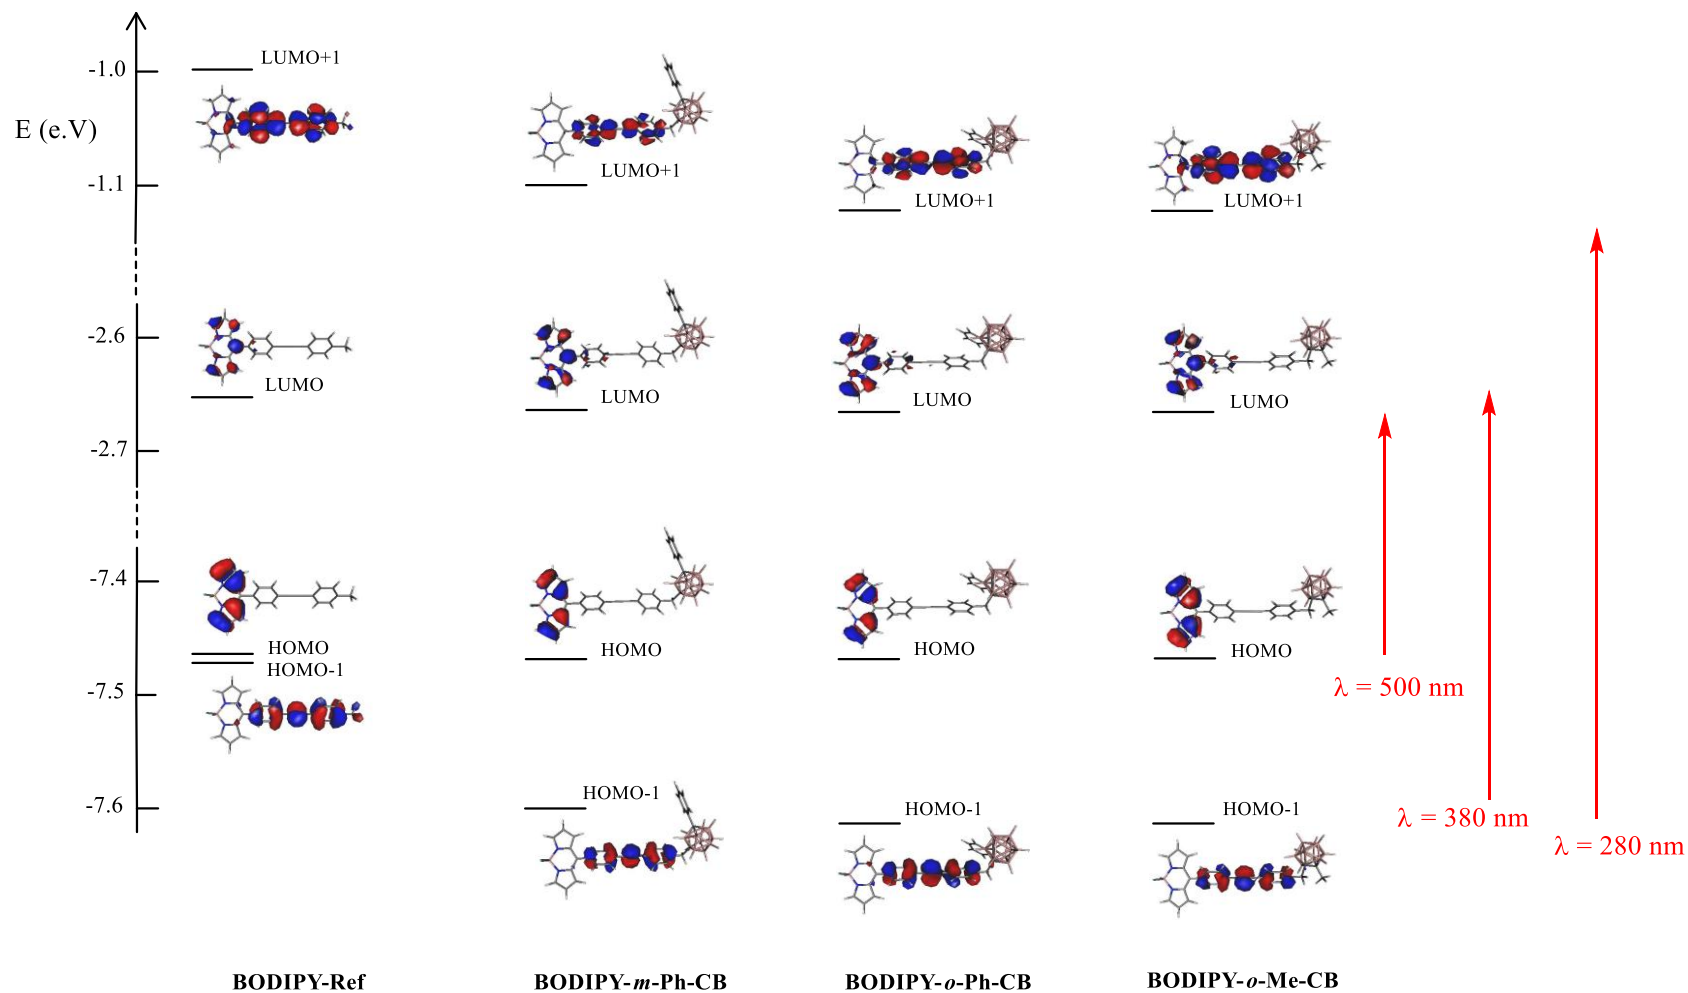 LUMO+1
-1.0
E (e.V)
LUMO+1
-1.1
LUMO+1
LUMO+1
-2.6
LUMO
LUMO
LUMO
LUMO
-2.7
-7.4
HOMO
HOMO
HOMO
HOMO
HOMO-1
-7.5
λ = 500 nm
-7.6
HOMO-1
HOMO-1
HOMO-1
λ = 380 nm
λ = 280 nm
BODIPY-Ref
BODIPY-m-Ph-CB
BODIPY-o-Ph-CB
BODIPY-o-Me-CB